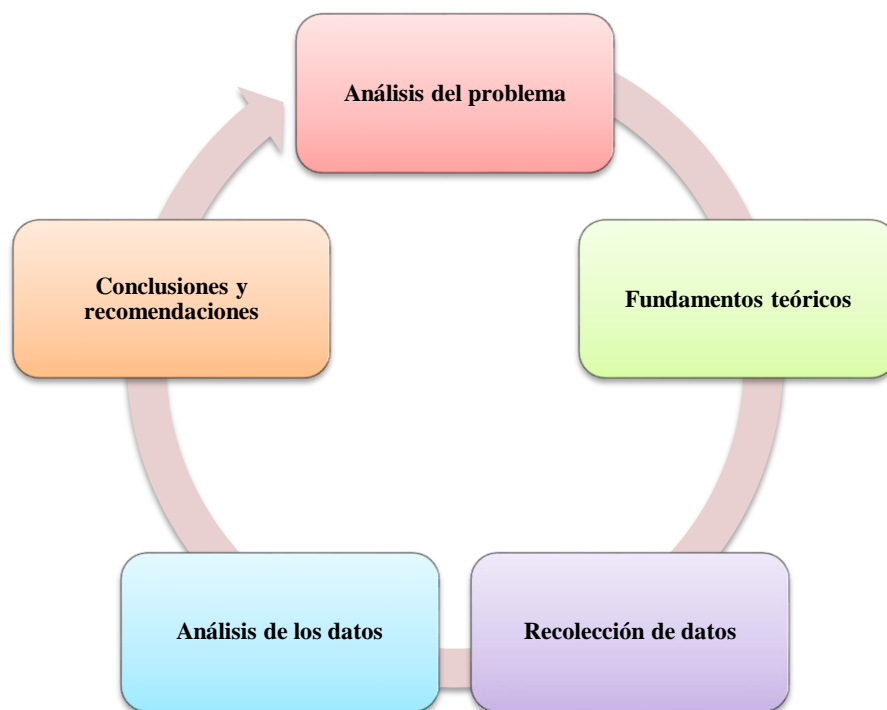 Análisis del problema
Fundamentos teóricos
Recolección de datos
Análisis de los datos
Conclusiones y
recomendaciones